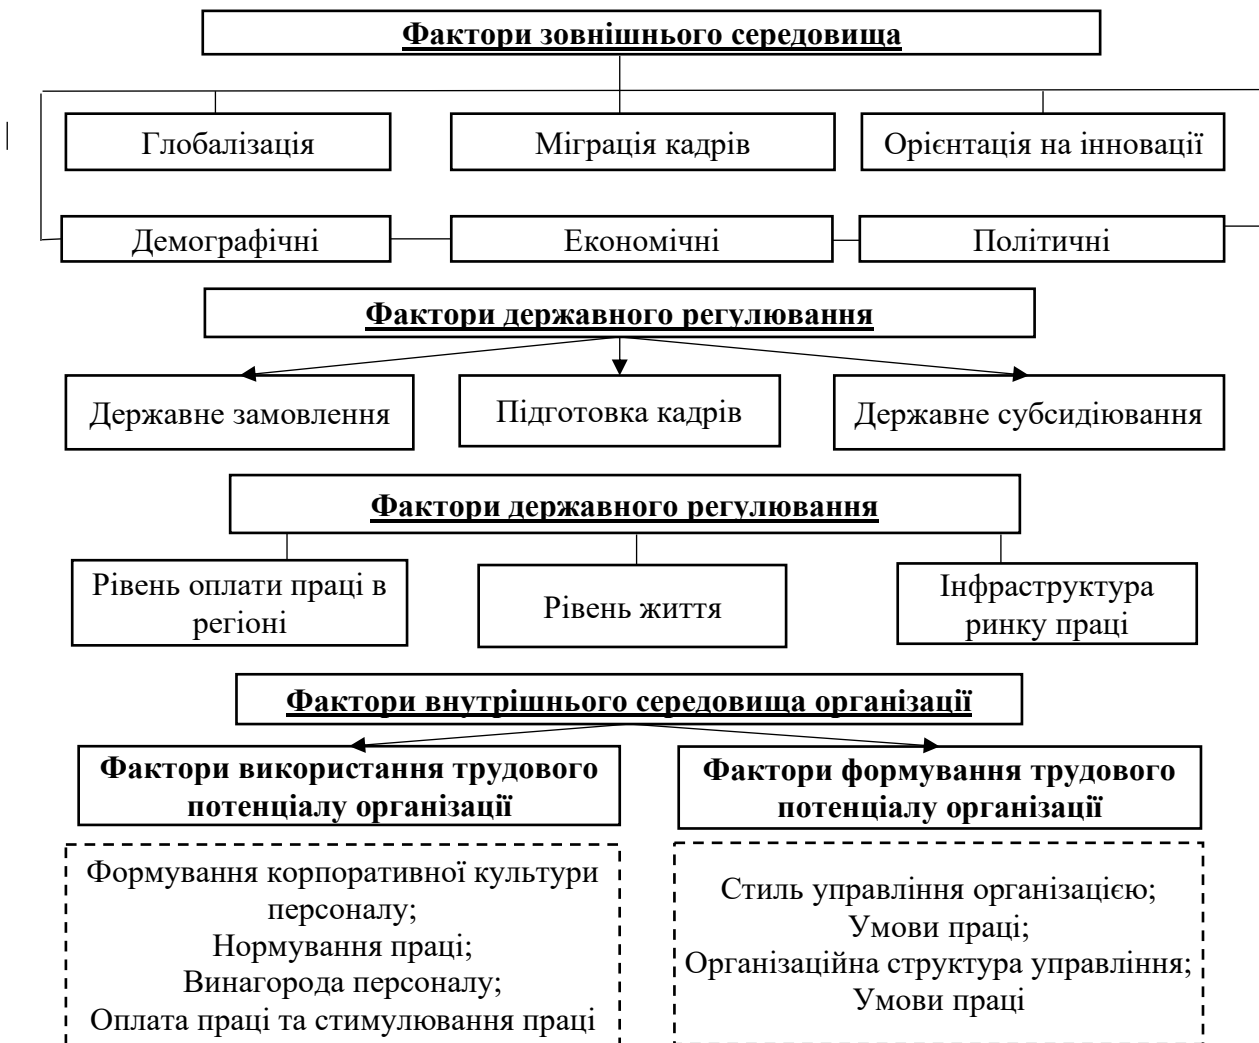 Фактори зовнішнього середовища
Глобалізація
Міграція кадрів
Орієнтація на інновації
Демографічні
Економічні
Політичні
Фактори державного регулювання
Державне замовлення
Підготовка кадрів
Державне субсидіювання
Фактори державного регулювання
Рівень оплати праці в
регіоні
Рівень життя
Інфраструктура
ринку праці
Фактори внутрішнього середовища організації
Фактори використання трудового
потенціалу організації
Фактори формування трудового
потенціалу організації
Формування корпоративної культури
персоналу;
Нормування праці;
Винагорода персоналу;
Оплата праці та стимулювання праці
Стиль управління організацією;
Умови праці;
Організаційна структура управління;
Умови праці